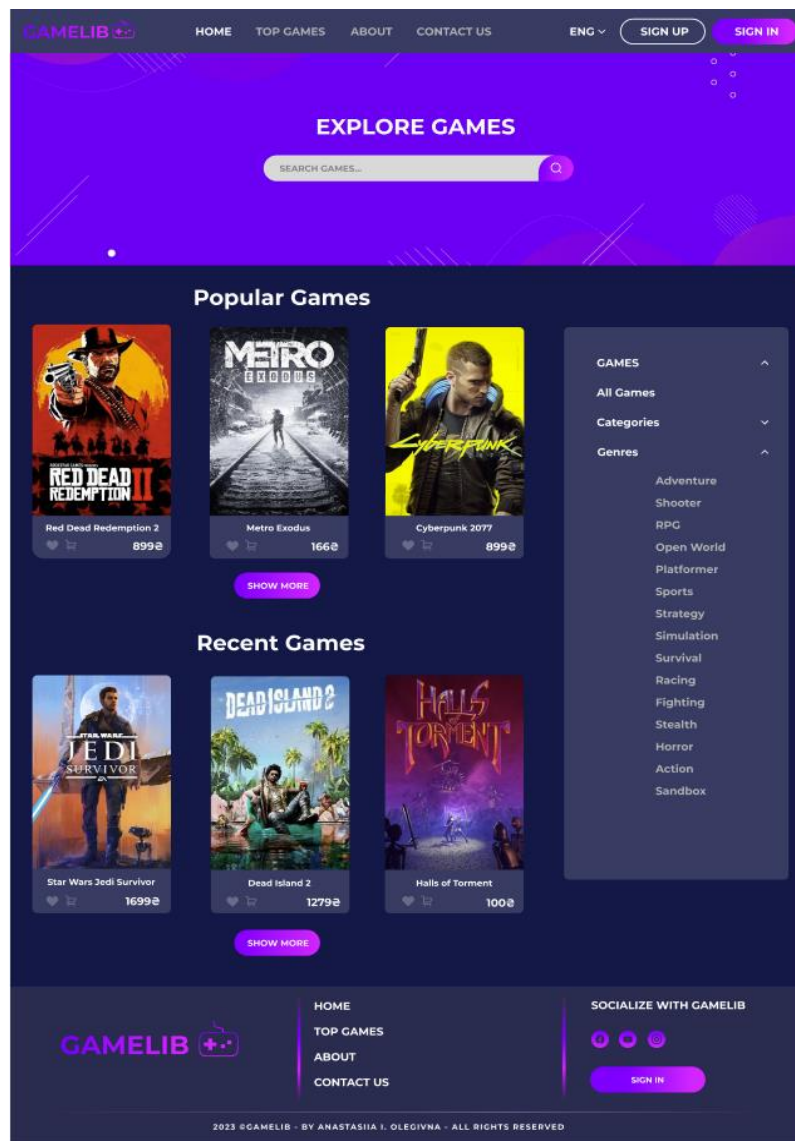 GAMELIB
HOME TOP GAMES ABOUT CONTACT US ENG SIGN UP SIGN IN
EXPLORE GAMES
SEARCH GAMES...
Popular Games
RED DEAD
REDEMPTION II
Red Dead Redemption 2
899₴
METRO
EXODUS
Metro Exodus
166₴
Cyberpunk
Cyberpunk 2077
899₴
SHOW MORE
Recent Games
STAR WARS
JEDI
SURVIVOR
EA
Star Wars Jedi Survivor
1699₴
DEAD ISLAND 2
Dead Island 2
1279₴
HALLS
OF
TORMENT
Halls of Torment
100₴
SHOW MORE
GAMES
All Games
Categories
Genres
Adventure
Shooter
RPG
Open World
Platformer
Sports
Strategy
Simulation
Survival
Racing
Fighting
Stealth
Horror
Action
Sandbox
GAMELIB
HOME
TOP GAMES
ABOUT
CONTACT US
SOCIALIZE WITH GAMELIB
SIGN IN
2023 ©GAMELIB - BY ANASTASIIA I. OLEGIVNA - ALL RIGHTS RESERVED